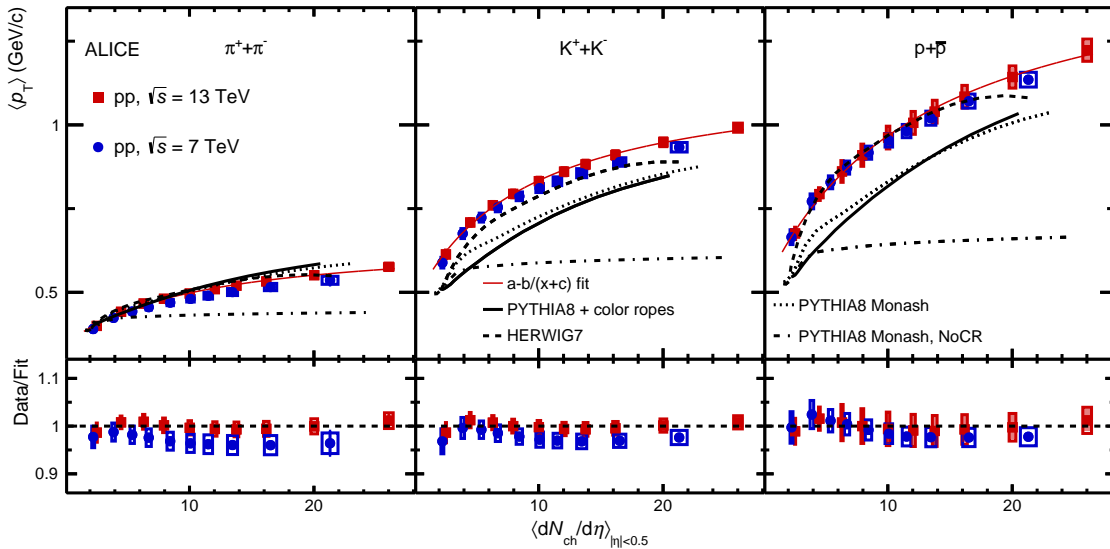 ALICE
π⁺+π⁻
K⁺+K⁻
p+p̅
pp, √s = 13 TeV
pp, √s = 7 TeV
⟨p_T⟩ (GeV/c)
1
0.5
a-b/(x+c) fit
PYTHIA8 + color ropes
HERWIG7
PYTHIA8 Monash
PYTHIA8 Monash, NoCR
Data/Fit
1.1
1
0.9
0 10 20
10 20
10 20
⟨dN_ch/dη⟩_|η|<0.5